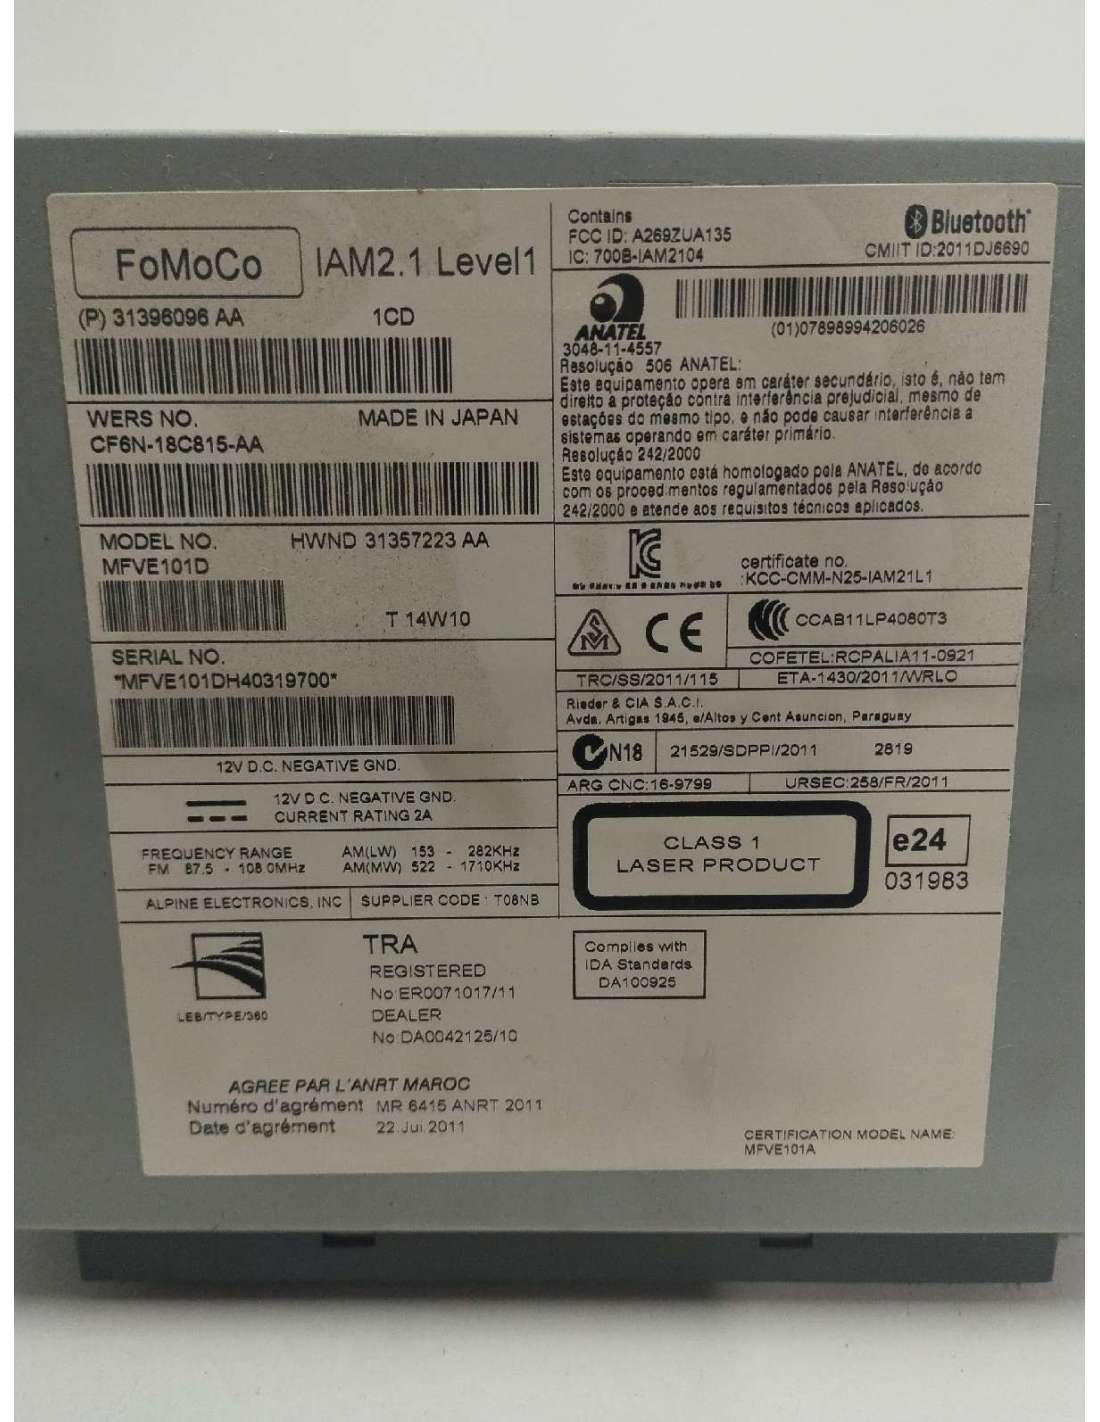 FoMoCo
IAM2.1 Level1
(P) 31396096 AA 1CD
WERS NO. MADE IN JAPAN
CF6N-18C815-AA
MODEL NO. HWND 31357223 AA
MFVE101D
T 14W10
SERIAL NO.
*MFVE101DH40319700*
12V D.C. NEGATIVE GND.
12V D.C. NEGATIVE GND.
CURRENT RATING 2A
FREQUENCY RANGE AM(LW) 153 - 282KHz
FM 87.5 - 108.0MHz AM(MW) 522 - 1710KHz
ALPINE ELECTRONICS, INC SUPPLIER CODE : T08NB
Contains
FCC ID: A269ZUA135
IC: 700B-IAM2104
Bluetooth
CMIIT ID:2011DJ6690
ANATEL
(01)07898994206026
3048-11-4557
Resolução 506 ANATEL:
Este equipamento opera em caráter secundário, isto é, não tem
direito a proteção contra interferência prejudicial, mesmo de
estações do mesmo tipo, e não pode causar interferência a
sistemas operando em caráter primário.
Resolução 242/2000
Este equipamento está homologado pela ANATEL, de acordo
com os procedimentos regulamentados pela Resolução
242/2000 e atende aos requisitos técnicos aplicados.
certificate no.
:KCC-CMM-N25-IAM21L1
CE
CCAB11LP4080T3
COFETEL:RCPALIA11-0921
TRC/SS/2011/115 ETA-1430/2011/WRLO
Rieder & CIA S.A.C.I.
Avda. Artigas 1945, e/Altos y Cent Asuncion, Paraguay
N18 21529/SDPPI/2011 2819
ARG CNC:16-9799 URSEC:258/FR/2011
CLASS 1
LASER PRODUCT
e24
031983
LEB/TYPE/360
TRA
REGISTERED
No:ER0071017/11
DEALER
No:DA0042125/10
Complies with
IDA Standards
DA100925
AGREE PAR L'ANRT MAROC
Numéro d'agrément MR 6415 ANRT 2011
Date d'agrément 22.Jui.2011
CERTIFICATION MODEL NAME:
MFVE101A